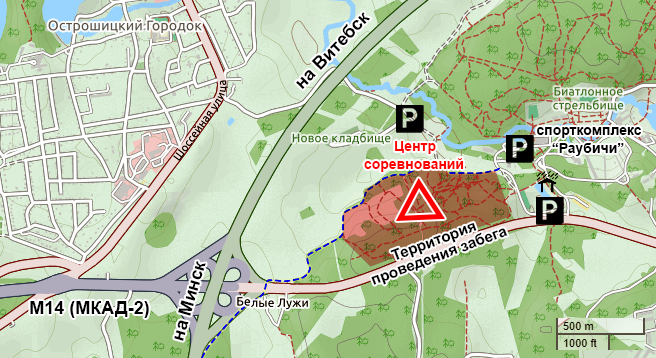 Острошицкий Городок
на Витебск
Шоссейная улица
Биатлонное
стрельбище
P
Новое кладбище
спорткомплекс
“Раубичи”
P
Центр
соревнований
P
Территория
проведения забега
Белые Лужи
на Минск
М14 (МКАД-2)
500 m
1000 ft